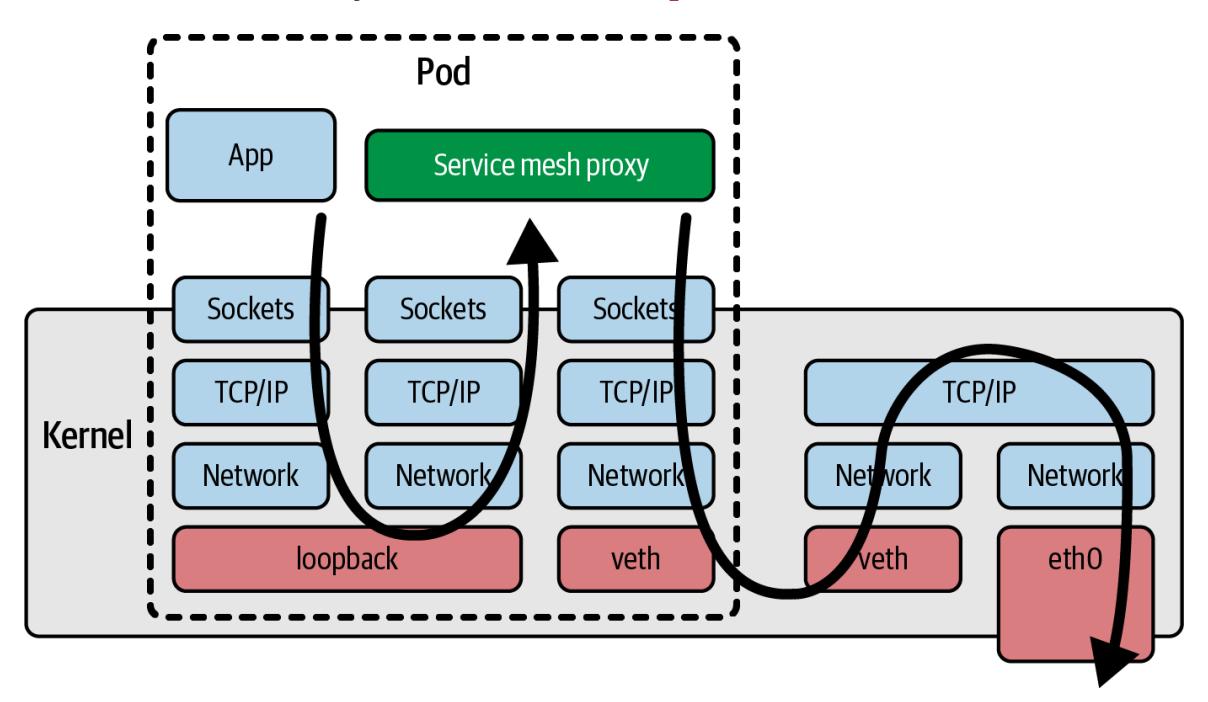 Pod
App
Service mesh proxy
Sockets Sockets Sockets
TCP/IP TCP/IP TCP/IP TCP/IP
Kernel
Network Network Network Network Network
loopback veth veth eth0